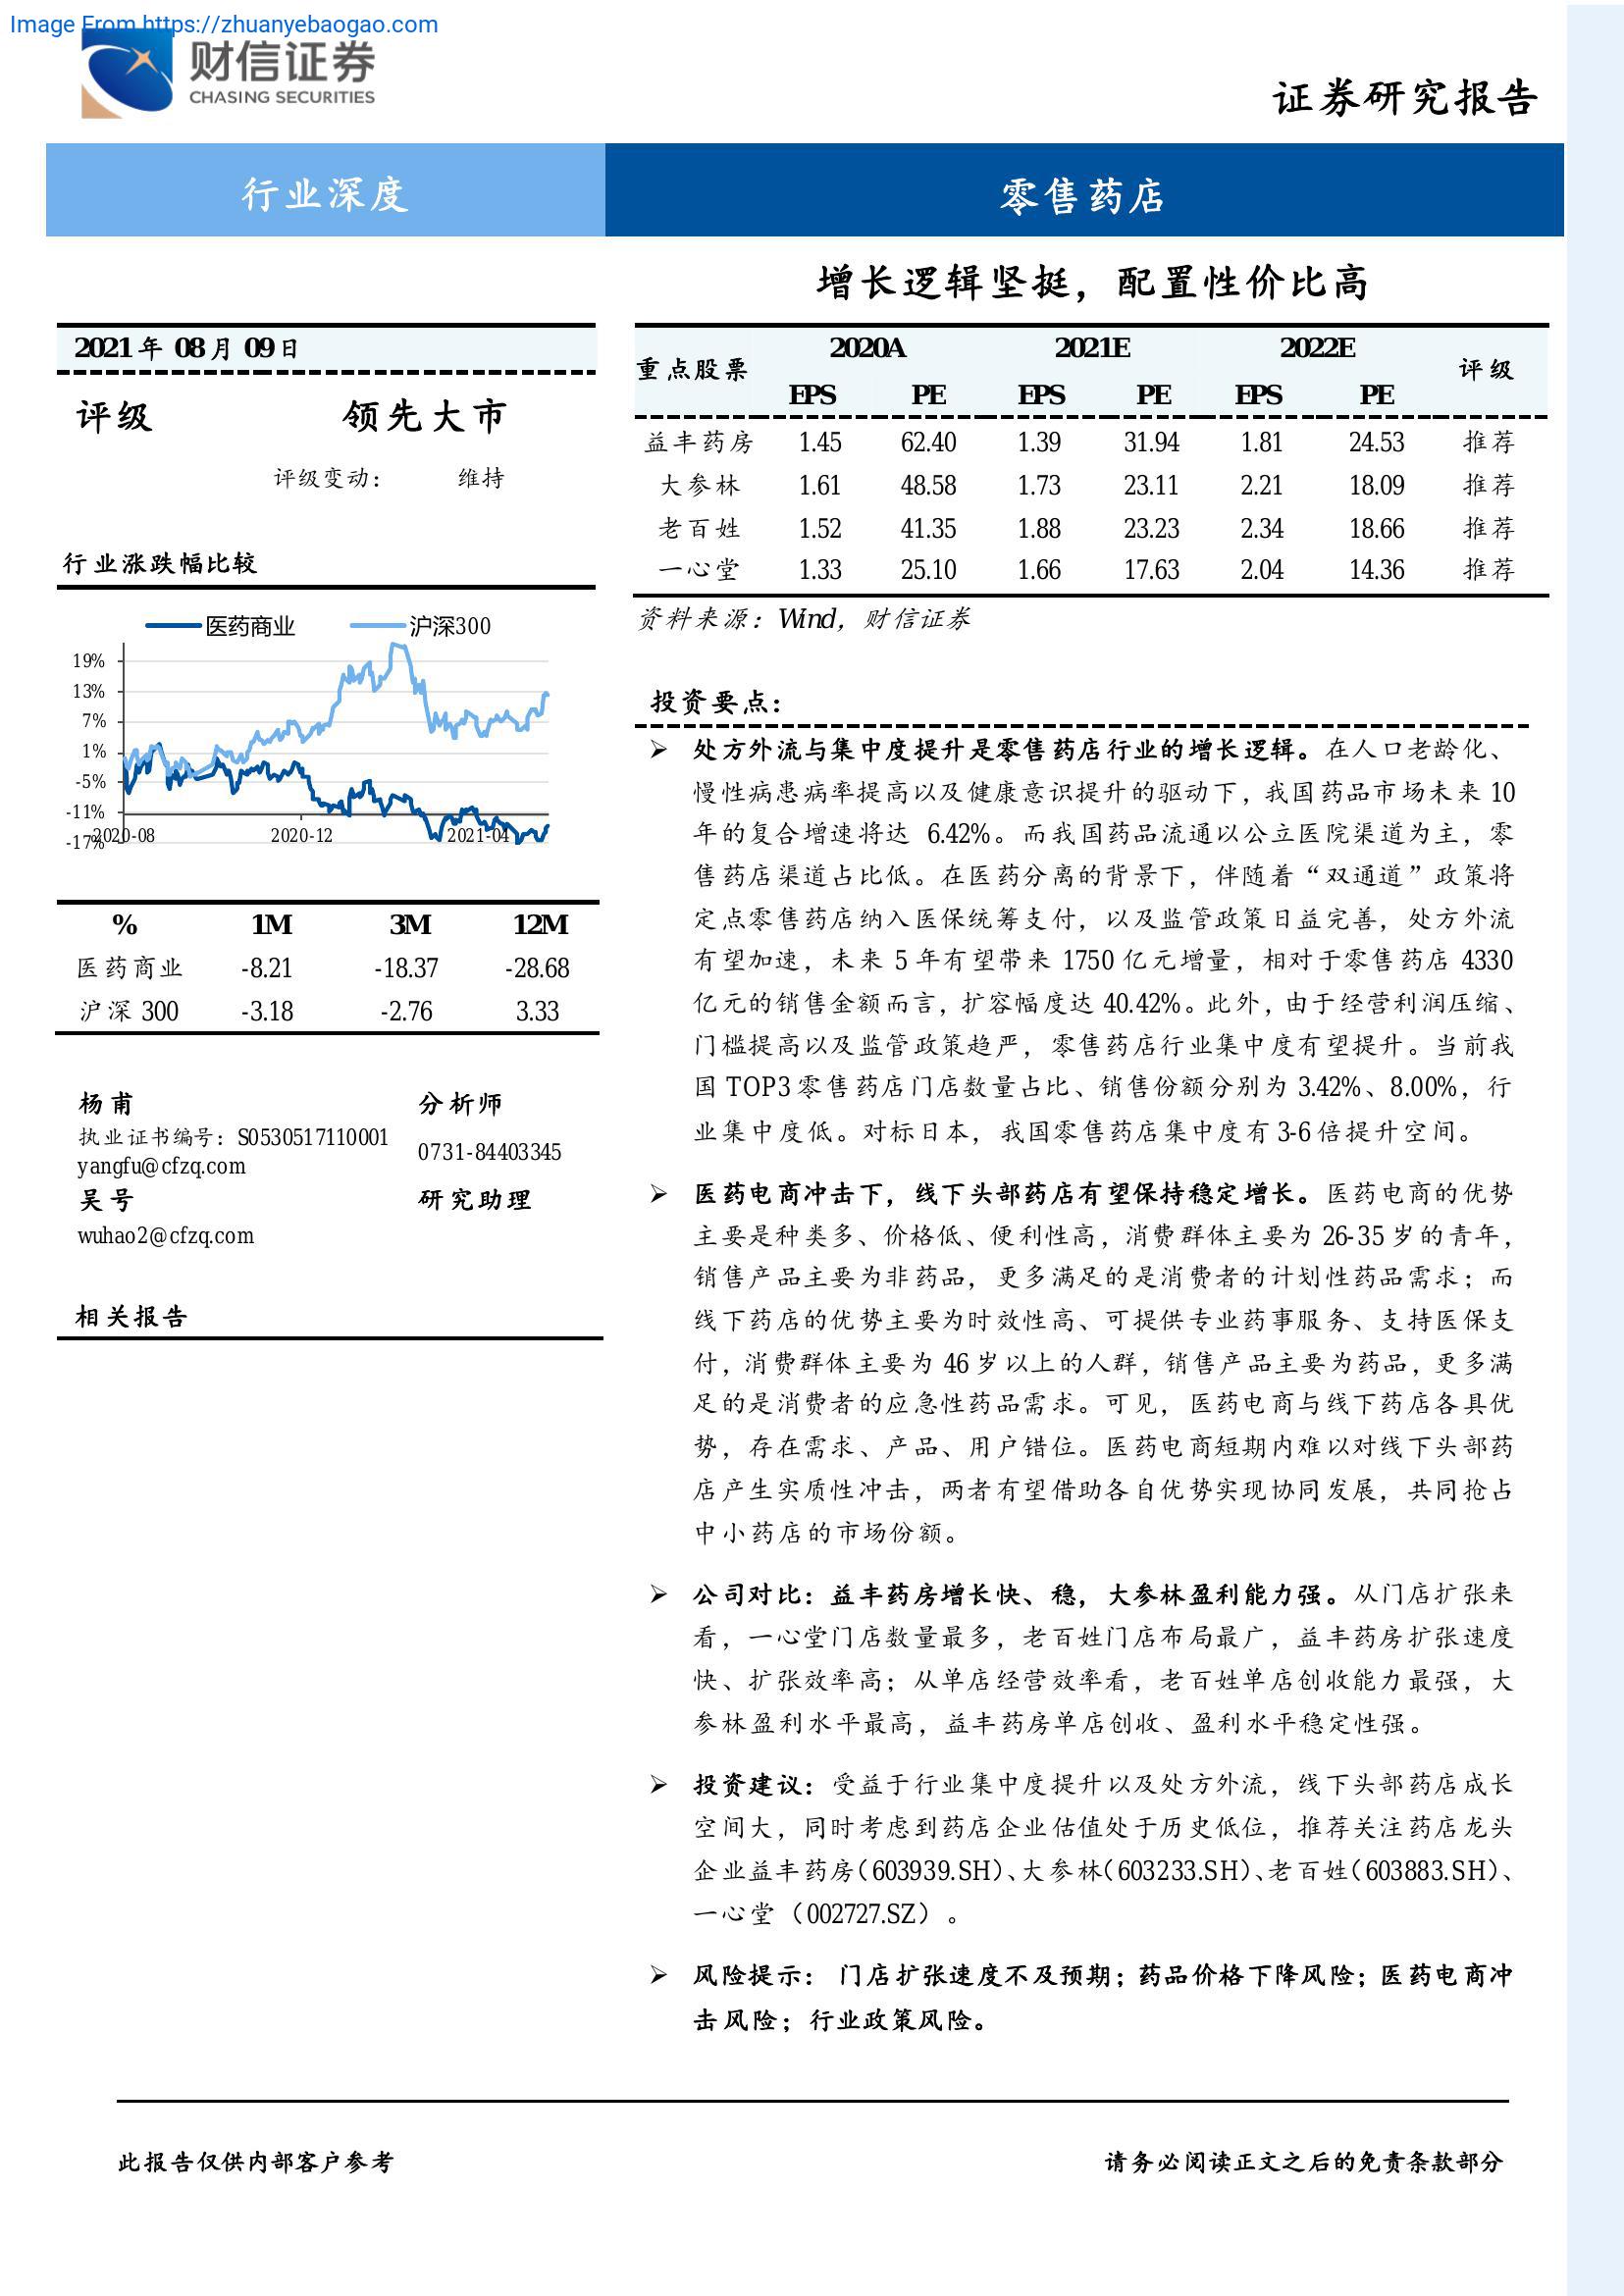 Image From https://zhuanyebaogao.com
财信证券
CHASING SECURITIES
证券研究报告
行业深度
零售药店
增长逻辑坚挺，配置性价比高
2021 年 08 月 09 日
评级 领先大市
评级变动： 维持
行业涨跌幅比较
医药商业 沪深300
19%
13%
7%
1%
-5%
-11%
-17%
2020-08 2020-12 2021-04
% 1M 3M 12M
医药商业 -8.21 -18.37 -28.68
沪深 300 -3.18 -2.76 3.33
杨甫 分析师
执业证书编号：S0530517110001 0731-84403345
yangfu@cfzq.com
吴号 研究助理
wuhao2@cfzq.com
相关报告
重点股票 2020A 2021E 2022E 评级
EPS PE EPS PE EPS PE
益丰药房 1.45 62.40 1.39 31.94 1.81 24.53 推荐
大参林 1.61 48.58 1.73 23.11 2.21 18.09 推荐
老百姓 1.52 41.35 1.88 23.23 2.34 18.66 推荐
一心堂 1.33 25.10 1.66 17.63 2.04 14.36 推荐
资料来源：Wind，财信证券
投资要点：
➢ 处方外流与集中度提升是零售药店行业的增长逻辑。在人口老龄化、
慢性病患病率提高以及健康意识提升的驱动下，我国药品市场未来 10
年的复合增速将达 6.42%。而我国药品流通以公立医院渠道为主，零
售药店渠道占比低。在医药分离的背景下，伴随着“双通道”政策将
定点零售药店纳入医保统筹支付，以及监管政策日益完善，处方外流
有望加速，未来 5 年有望带来 1750 亿元增量，相对于零售药店 4330
亿元的销售金额而言，扩容幅度达 40.42%。此外，由于经营利润压缩、
门槛提高以及监管政策趋严，零售药店行业集中度有望提升。当前我
国 TOP3 零售药店门店数量占比、销售份额分别为 3.42%、8.00%，行
业集中度低。对标日本，我国零售药店集中度有 3-6 倍提升空间。
➢ 医药电商冲击下，线下头部药店有望保持稳定增长。医药电商的优势
主要是种类多、价格低、便利性高，消费群体主要为 26-35 岁的青年，
销售产品主要为非药品，更多满足的是消费者的计划性药品需求；而
线下药店的优势主要为时效性高、可提供专业药事服务、支持医保支
付，消费群体主要为 46 岁以上的人群，销售产品主要为药品，更多满
足的是消费者的应急性药品需求。可见，医药电商与线下药店各具优
势，存在需求、产品、用户错位。医药电商短期内难以对线下头部药
店产生实质性冲击，两者有望借助各自优势实现协同发展，共同抢占
中小药店的市场份额。
➢ 公司对比：益丰药房增长快、稳，大参林盈利能力强。从门店扩张来
看，一心堂门店数量最多，老百姓门店布局最广，益丰药房扩张速度
快、扩张效率高；从单店经营效率看，老百姓单店创收能力最强，大
参林盈利水平最高，益丰药房单店创收、盈利水平稳定性强。
➢ 投资建议：受益于行业集中度提升以及处方外流，线下头部药店成长
空间大，同时考虑到药店企业估值处于历史低位，推荐关注药店龙头
企业益丰药房（603939.SH）、大参林（603233.SH）、老百姓（603883.SH）、
一心堂（002727.SZ）。
➢ 风险提示： 门店扩张速度不及预期；药品价格下降风险；医药电商冲
击风险；行业政策风险。
此报告仅供内部客户参考
请务必阅读正文之后的免责条款部分